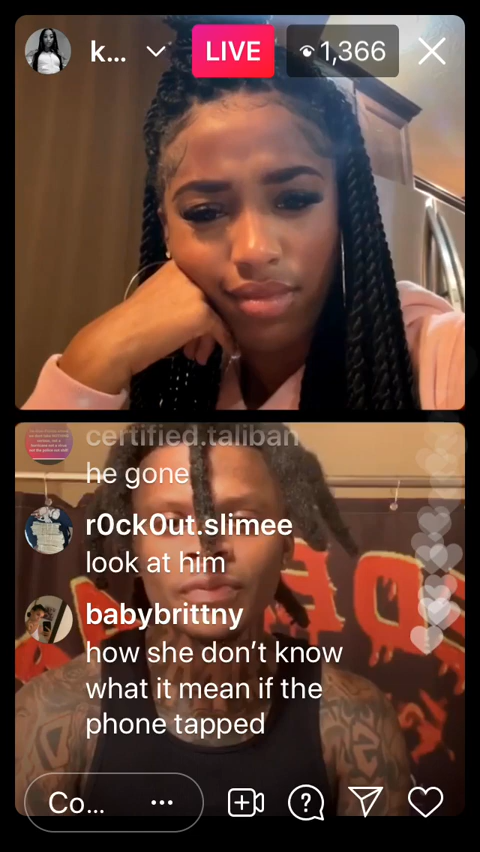 k...
LIVE
1,366
certified.taliban
he gone
r0ck0ut.slimee
look at him
babybrittny
how she don’t know
what it mean if the
phone tapped
Co...